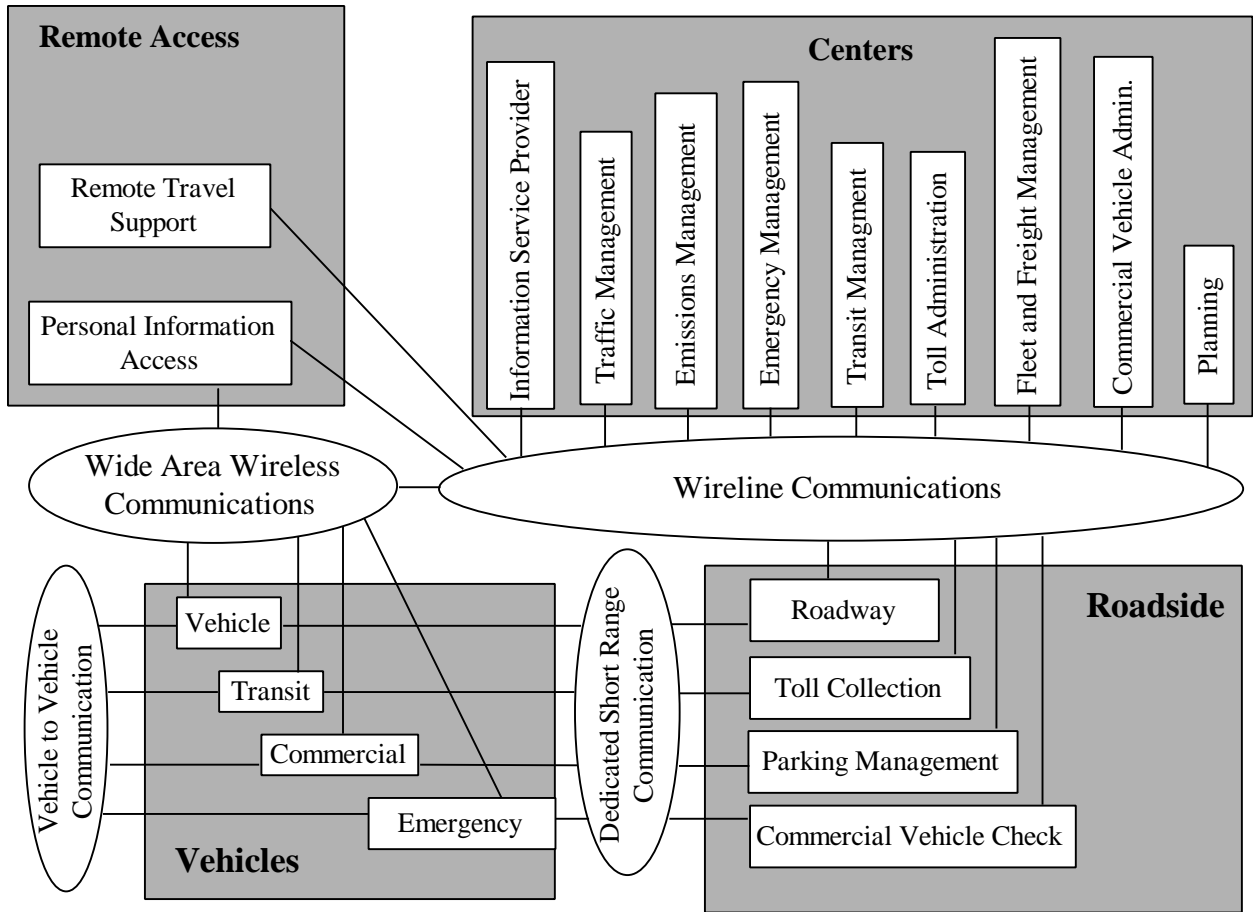 Remote Access
Remote Travel
Support
Personal Information
Access
Centers
Information Service Provider
Traffic Management
Emissions Management
Emergency Management
Transit Managment
Toll Administration
Fleet and Freight Management
Commercial Vehicle Admin.
Planning
Wide Area Wireless
Communications
Wireline Communications
Vehicle to Vehicle
Communication
Vehicle
Transit
Commercial
Emergency
Vehicles
Dedicated Short Range
Communication
Roadside
Roadway
Toll Collection
Parking Management
Commercial Vehicle Check